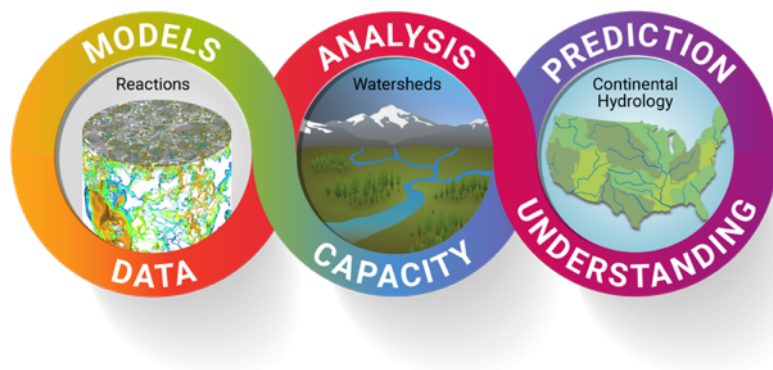 MODELS
Reactions
DATA
ANALYSIS
Watersheds
CAPACITY
PREDICTION
Continental
Hydrology
UNDERSTANDING